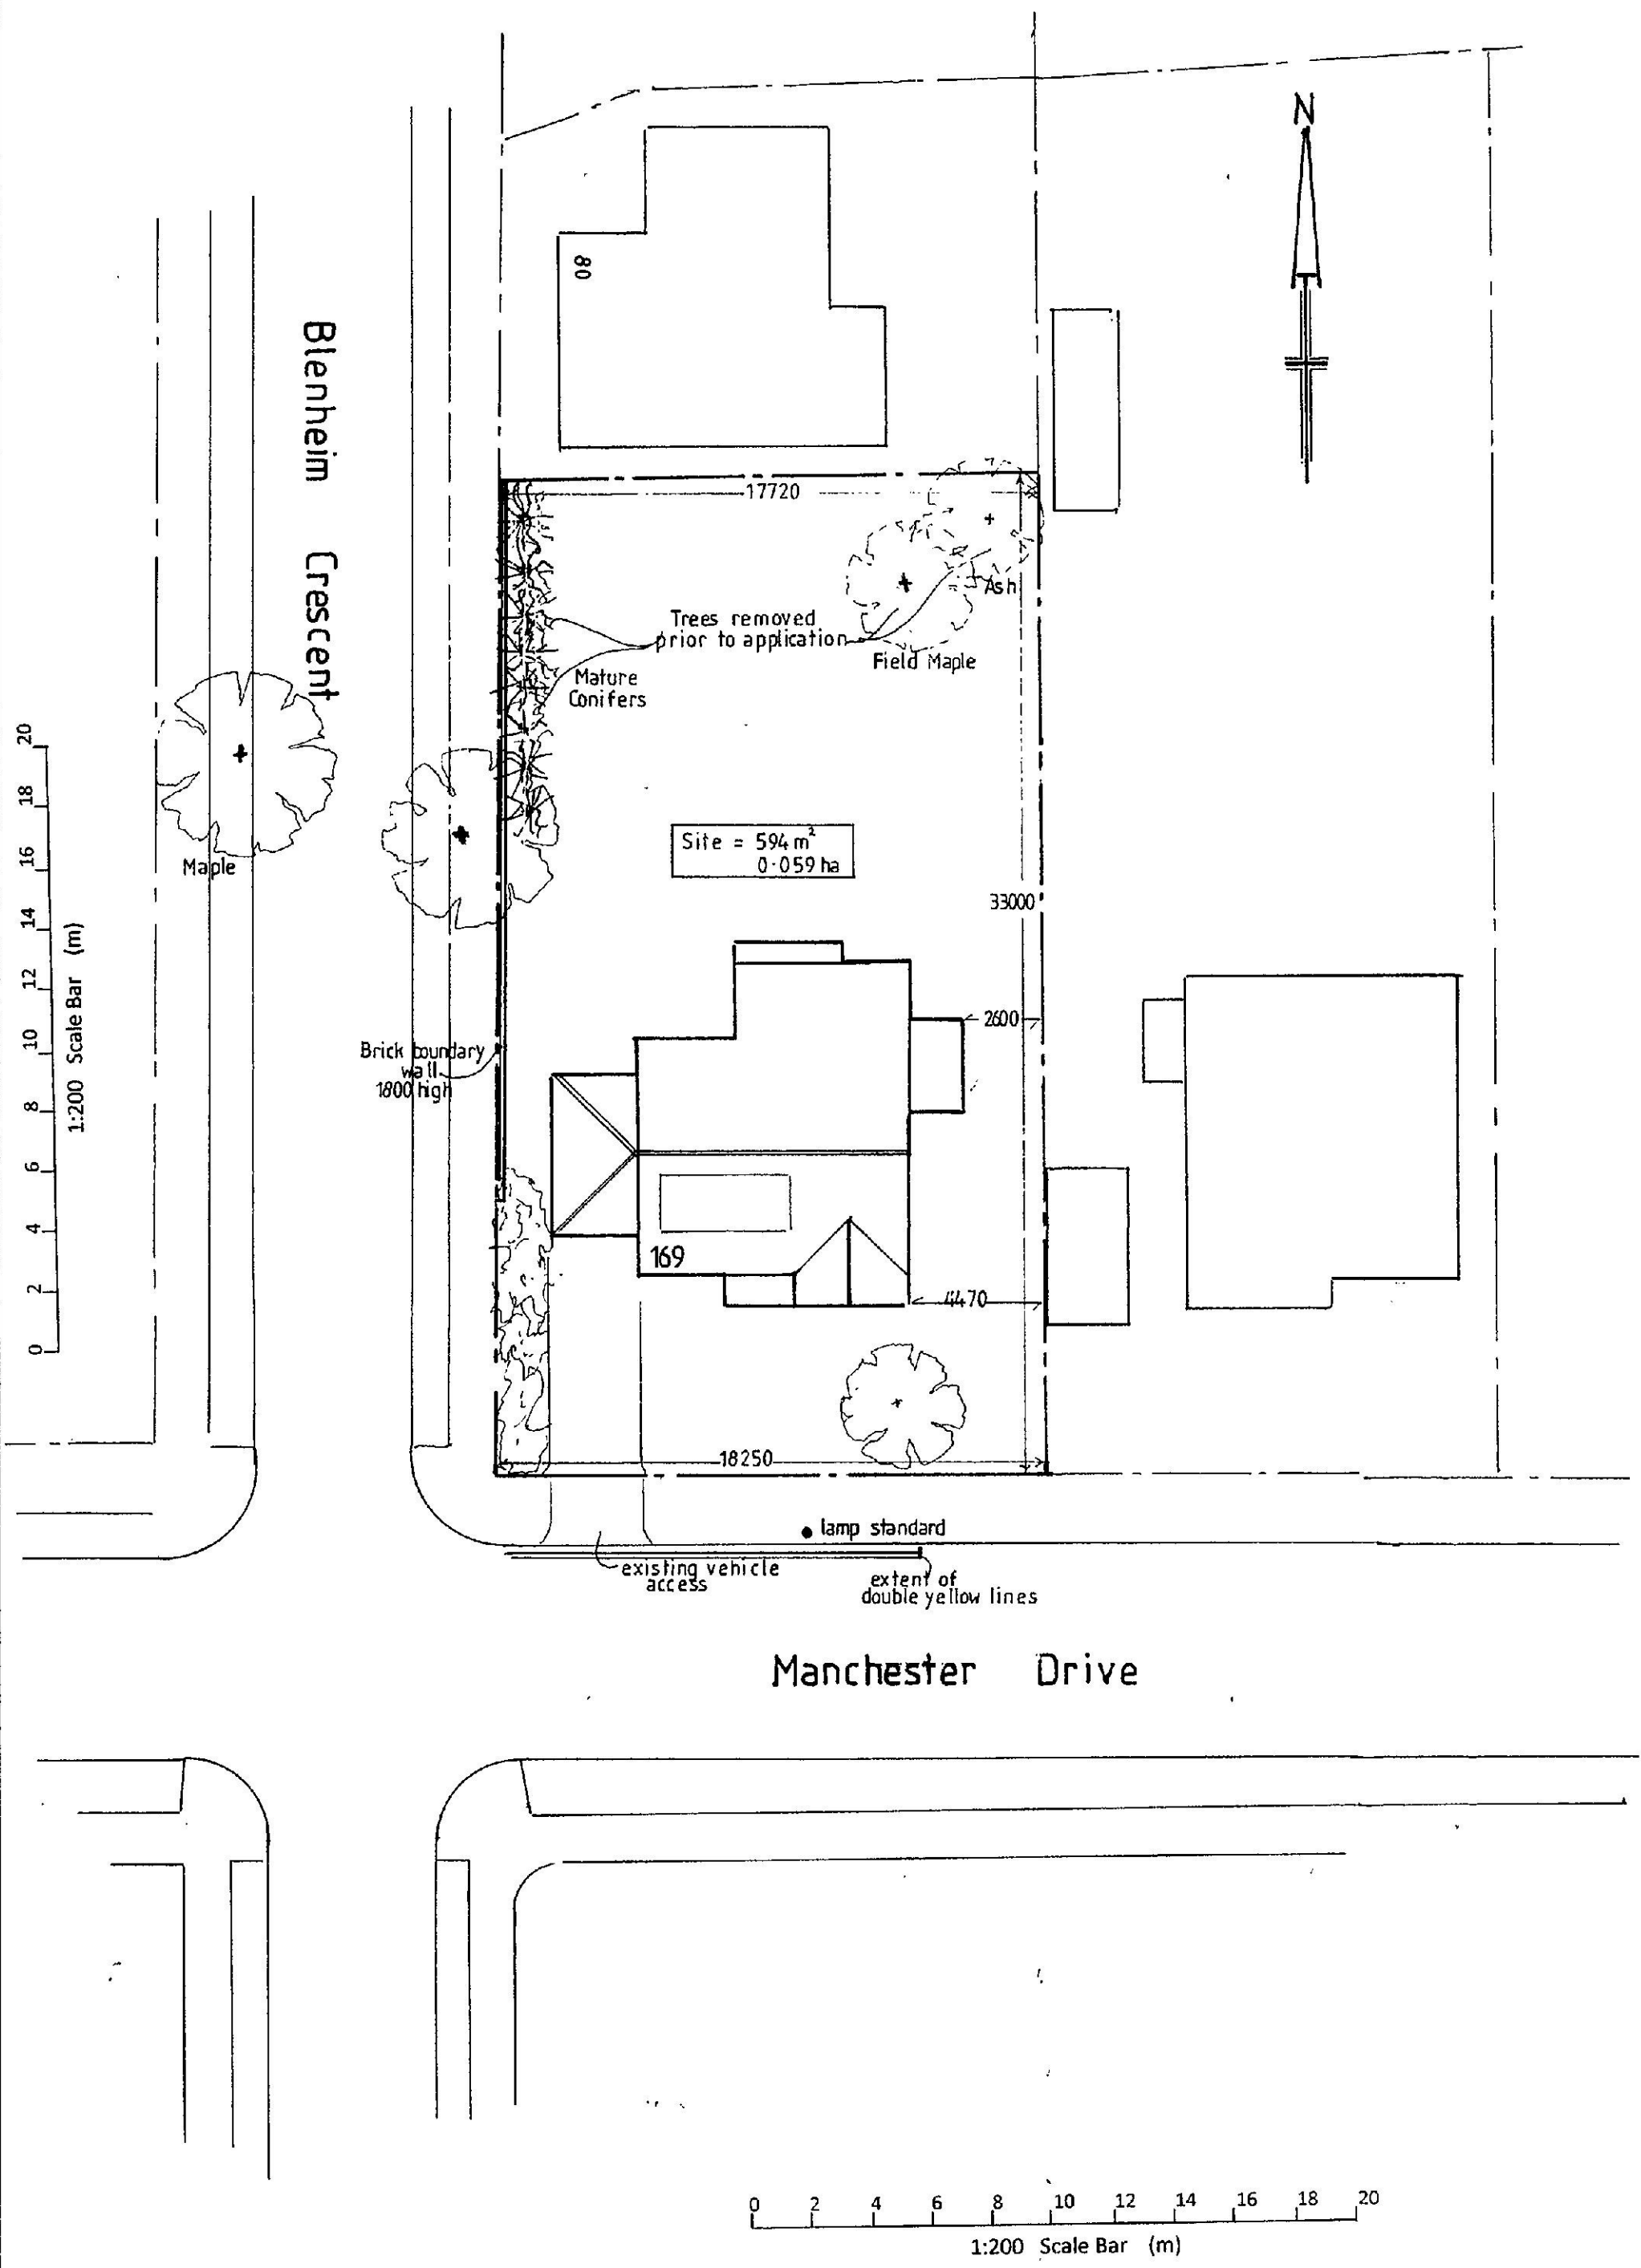 N
80
Blenheim Crescent
17720
Ash
Trees removed
prior to application
Field Maple
Mature
Conifers
Maple
Site = 594 m²
0·059 ha
33000
2600
Brick boundary
wall
1800 high
169
4470
18250
lamp standard
existing vehicle
access
extent of
double yellow lines
Manchester Drive
0 2 4 6 8 10 12 14 16 18 20
1:200 Scale Bar (m)
0 2 4 6 8 10 12 14 16 18 20
1:200 Scale Bar (m)